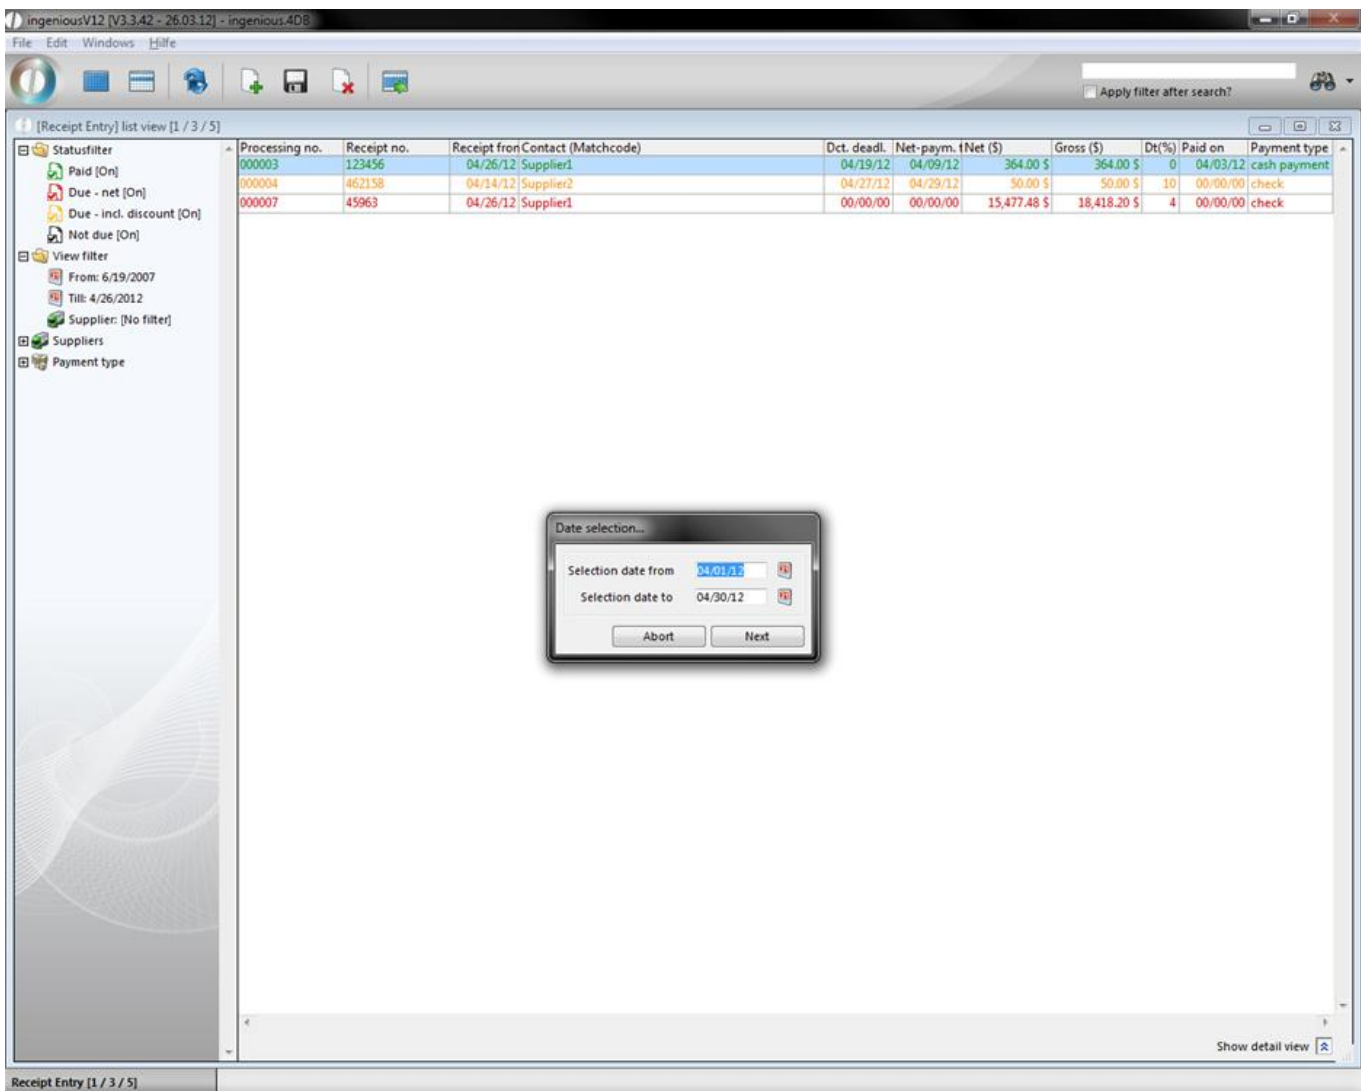 ingeniousV12 [V3.3.42 - 26.03.12] - ingenious.4DB
File Edit Windows Hilfe
Apply filter after search?
[Receipt Entry] list view [1 / 3 / 5]
Statusfilter
Paid [On]
Due - net [On]
Due - incl. discount [On]
Not due [On]
View filter
From: 6/19/2007
Till: 4/26/2012
Supplier: [No filter]
Suppliers
Payment type
Processing no. Receipt no. Receipt from Contact (Matchcode) Dct. deadl. Net-paym. t Net ($) Gross ($) Dt(%) Paid on Payment type
000003 123456 04/26/12 Supplier1 04/19/12 04/09/12 364.00 $ 364.00 $ 0 04/03/12 cash payment
000004 462158 04/14/12 Supplier2 04/27/12 04/29/12 50.00 $ 50.00 $ 10 00/00/00 check
000007 45963 04/26/12 Supplier1 00/00/00 00/00/00 15,477.48 $ 18,418.20 $ 4 00/00/00 check
Date selection...
Selection date from 04/01/12
Selection date to 04/30/12
Abort Next
Show detail view
Receipt Entry [1 / 3 / 5]